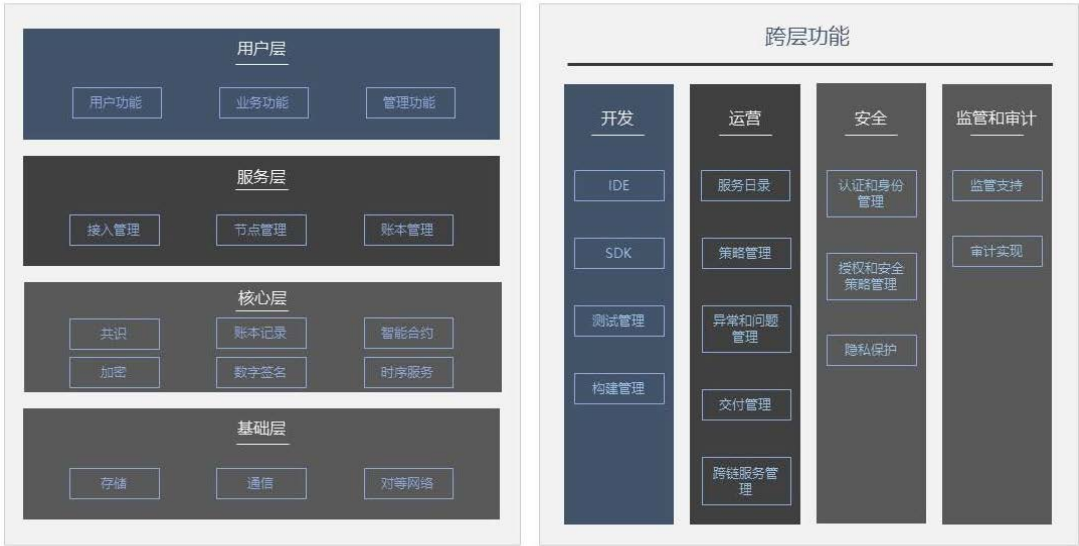 用户层
用户功能
业务功能
管理功能
服务层
接入管理
节点管理
账本管理
核心层
共识
账本记录
智能合约
加密
数字签名
时序服务
基础层
存储
通信
对等网络
跨层功能
开发
IDE
SDK
测试管理
构建管理
运营
服务目录
策略管理
异常和问题
管理
交付管理
跨链服务管
理
安全
认证和身份
管理
授权和安全
策略管理
隐私保护
监管和审计
监管支持
审计实现